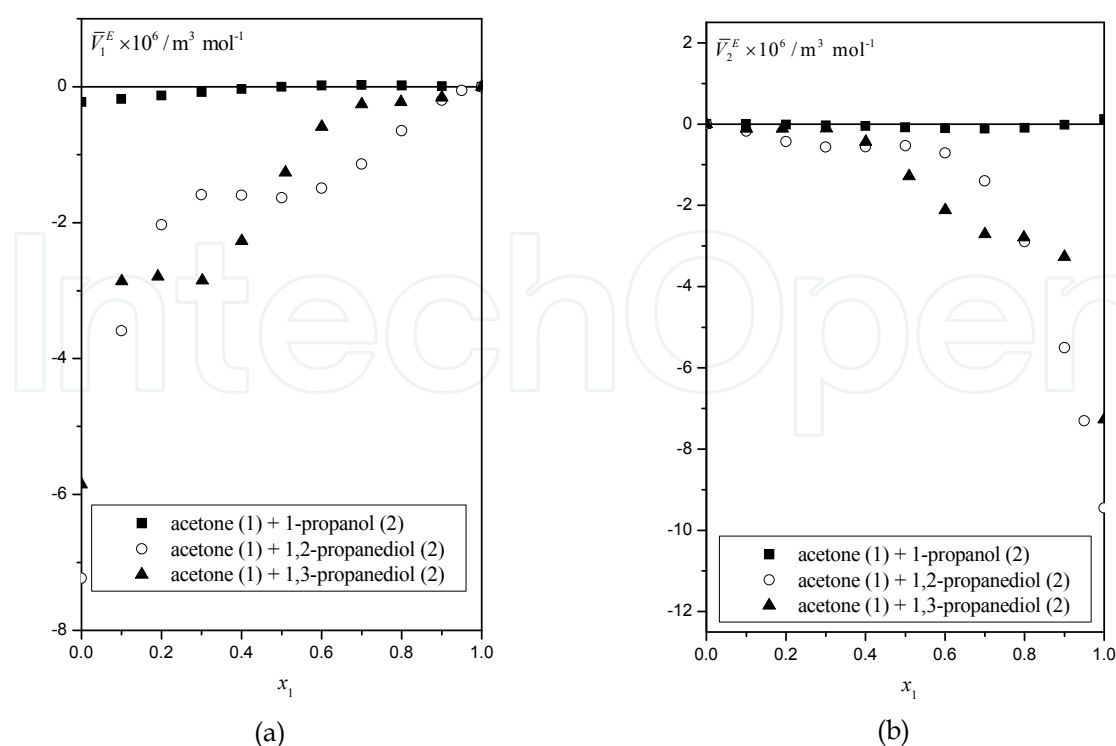 V̄₁ᴱ ×10⁶ / m³ mol⁻¹
0
-2
-4
-6
-8
acetone (1) + 1-propanol (2)
acetone (1) + 1,2-propanediol (2)
acetone (1) + 1,3-propanediol (2)
0.0 0.2 0.4 0.6 0.8 1.0
x₁
(a)
V̄₂ᴱ ×10⁶ / m³ mol⁻¹
2
0
-2
-4
-6
-8
-10
-12
acetone (1) + 1-propanol (2)
acetone (1) + 1,2-propanediol (2)
acetone (1) + 1,3-propanediol (2)
0.0 0.2 0.4 0.6 0.8 1.0
x₁
(b)
IntechOpen